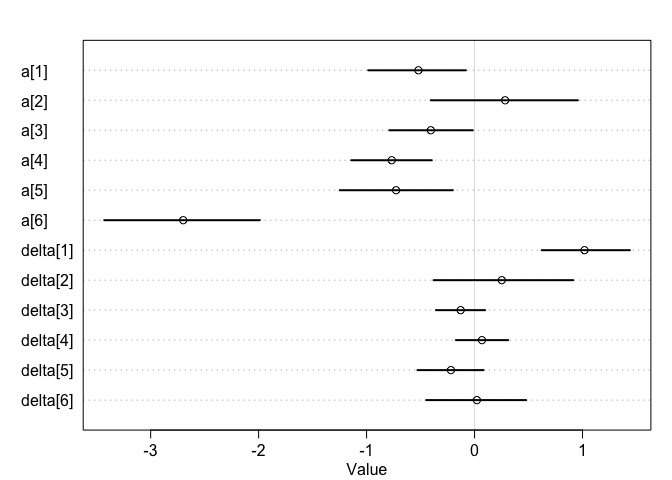 a[1]
a[2]
a[3]
a[4]
a[5]
a[6]
delta[1]
delta[2]
delta[3]
delta[4]
delta[5]
delta[6]
-3 -2 -1 0 1
Value